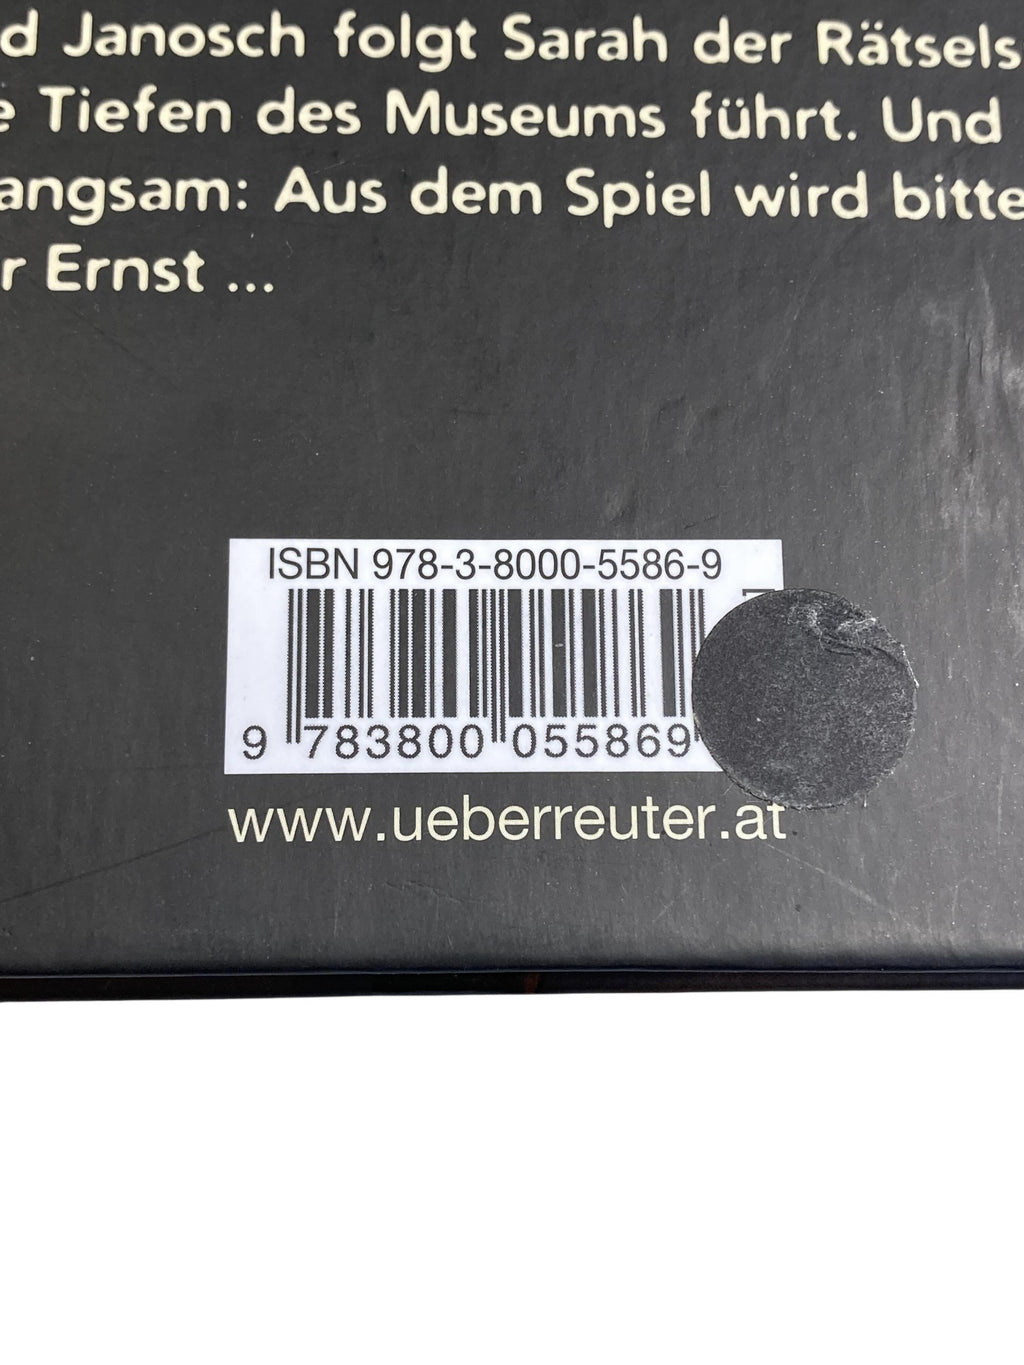 d Janosch folgt Sarah der Rätsels
e Tiefen des Museums führt. Und
angsam: Aus dem Spiel wird bitte
r Ernst ...
ISBN 978-3-8000-5586-9
9 783800 055869
www.ueberreuter.at